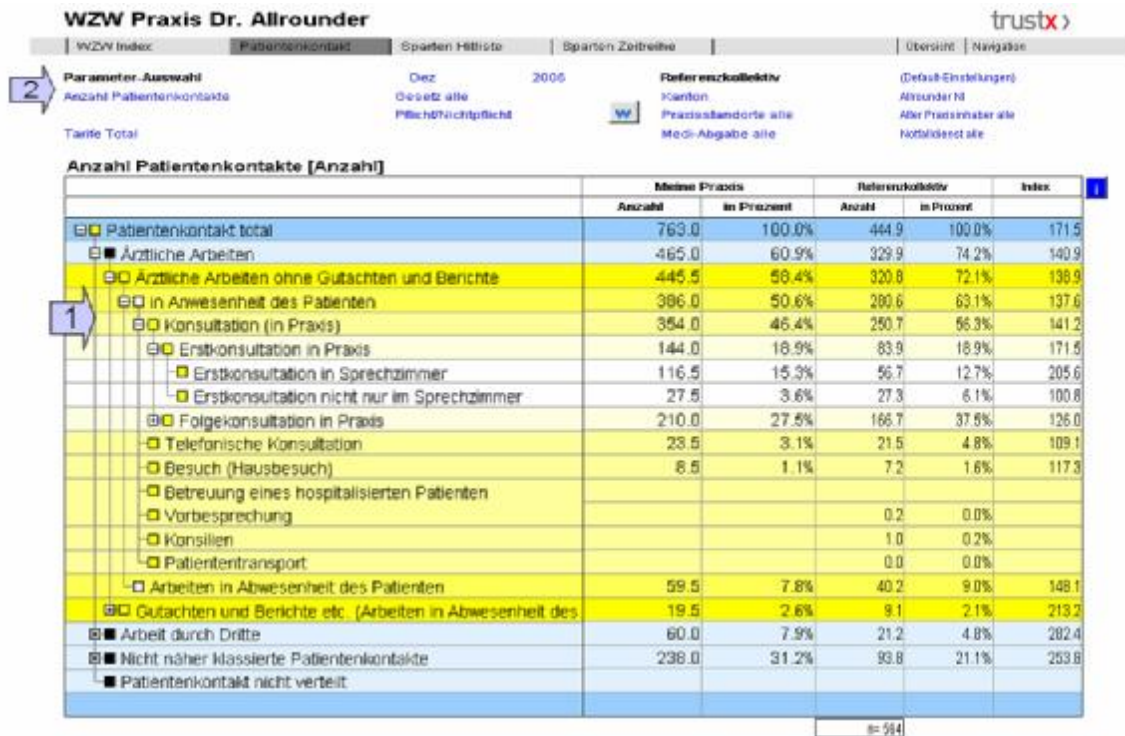 WZW Praxis Dr. Allrounder
trustx
WZW Index Patientenkontakt Sparten Hitliste Sparten Zeitreihe Übersicht Navigation
2
Parameter-Auswahl Dez 2005 Referenzkollektiv (Default-Einstellungen)
Anzahl Patientenkontakte Gesetz alle Kanton Allrounder NI
Pflicht/Nichtpflicht w Praxisstandorte alle Alter Praxisinhaber alle
Tarife Total Medi-Abgabe alle Notfalldienst alle
Anzahl Patientenkontakte [Anzahl]
Meine Praxis Referenzkollektiv Index i
Anzahl in Prozent Anzahl in Prozent
Patientenkontakt total 763.0 100.0% 444.9 100.0% 171.5
Ärztliche Arbeiten 465.0 60.9% 329.9 74.2% 140.9
Ärztliche Arbeiten ohne Gutachten und Berichte 445.5 58.4% 320.8 72.1% 138.9
1
in Anwesenheit des Patienten 386.0 50.6% 280.6 63.1% 137.6
Konsultation (in Praxis) 354.0 46.4% 250.7 56.3% 141.2
Erstkonsultation in Praxis 144.0 18.9% 83.9 18.9% 171.5
Erstkonsultation in Sprechzimmer 116.5 15.3% 56.7 12.7% 205.6
Erstkonsultation nicht nur im Sprechzimmer 27.5 3.6% 27.3 6.1% 100.8
Folgekonsultation in Praxis 210.0 27.5% 166.7 37.5% 126.0
Telefonische Konsultation 23.5 3.1% 21.5 4.8% 109.1
Besuch (Hausbesuch) 8.5 1.1% 7.2 1.6% 117.3
Betreuung eines hospitalisierten Patienten
Vorbesprechung 0.2 0.0%
Konsilien 1.0 0.2%
Patiententransport 0.0 0.0%
Arbeiten in Abwesenheit des Patienten 59.5 7.8% 40.2 9.0% 148.1
Gutachten und Berichte etc. (Arbeiten in Abwesenheit des 19.5 2.6% 9.1 2.1% 213.2
Arbeit durch Dritte 60.0 7.9% 21.2 4.8% 282.4
Nicht näher klassierte Patientenkontakte 238.0 31.2% 93.8 21.1% 253.8
Patientenkontakt nicht verteilt
n= 564